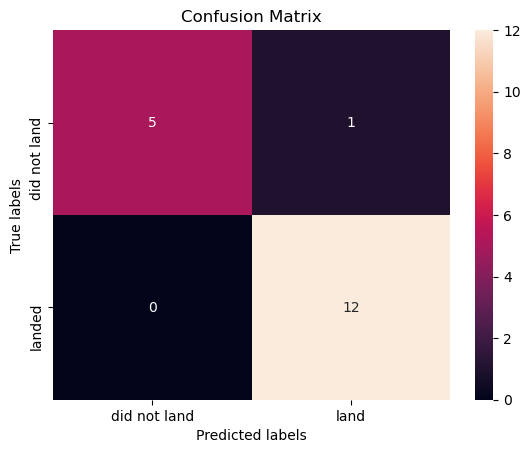 Confusion Matrix
True labels
did not land
landed
5
1
0
12
did not land
land
Predicted labels
12
10
8
6
4
2
0